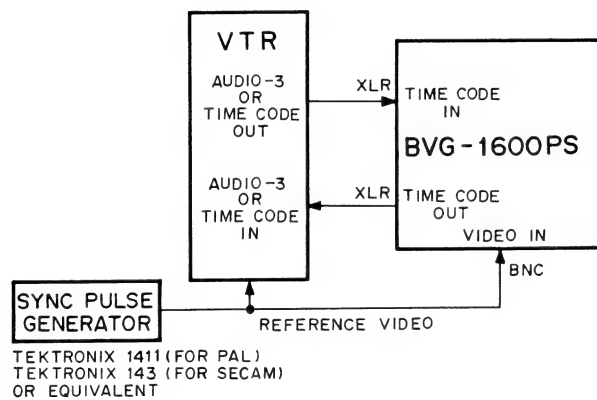 VTR
AUDIO-3
OR
TIME CODE
OUT
AUDIO-3
OR
TIME CODE
IN
XLR
XLR
TIME CODE
IN
BVG-1600PS
TIME CODE
OUT
VIDEO IN
BNC
SYNC PULSE
GENERATOR
REFERENCE VIDEO
TEKTRONIX 1411 (FOR PAL)
TEKTRONIX 143 (FOR SECAM)
OR EQUIVALENT